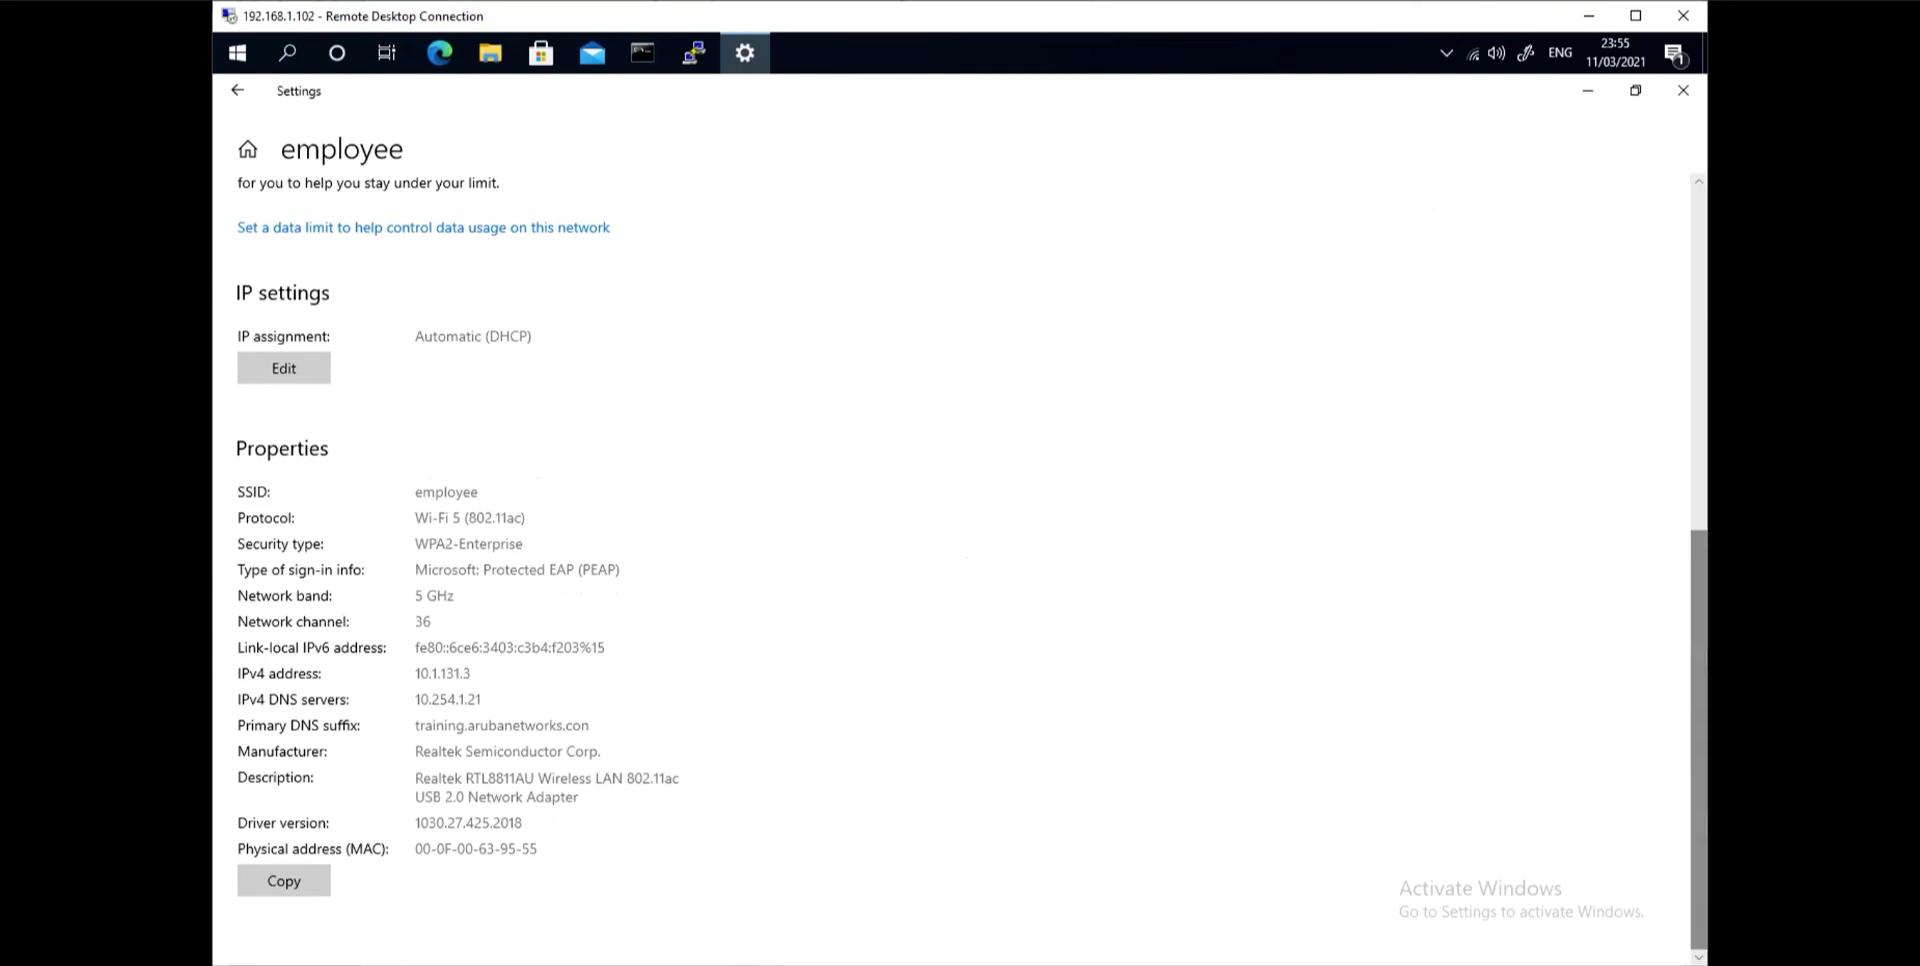 192.168.1.102 - Remote Desktop Connection
ENG
23:55
11/03/2021
1
Settings
employee
for you to help you stay under your limit.
Set a data limit to help control data usage on this network
IP settings
IP assignment: Automatic (DHCP)
Edit
Properties
SSID: employee
Protocol: Wi-Fi 5 (802.11ac)
Security type: WPA2-Enterprise
Type of sign-in info: Microsoft: Protected EAP (PEAP)
Network band: 5 GHz
Network channel: 36
Link-local IPv6 address: fe80::6ce6:3403:c3b4:f203%15
IPv4 address: 10.1.131.3
IPv4 DNS servers: 10.254.1.21
Primary DNS suffix: training.arubanetworks.con
Manufacturer: Realtek Semiconductor Corp.
Description: Realtek RTL8811AU Wireless LAN 802.11ac
USB 2.0 Network Adapter
Driver version: 1030.27.425.2018
Physical address (MAC): 00-0F-00-63-95-55
Copy
Activate Windows
Go to Settings to activate Windows.